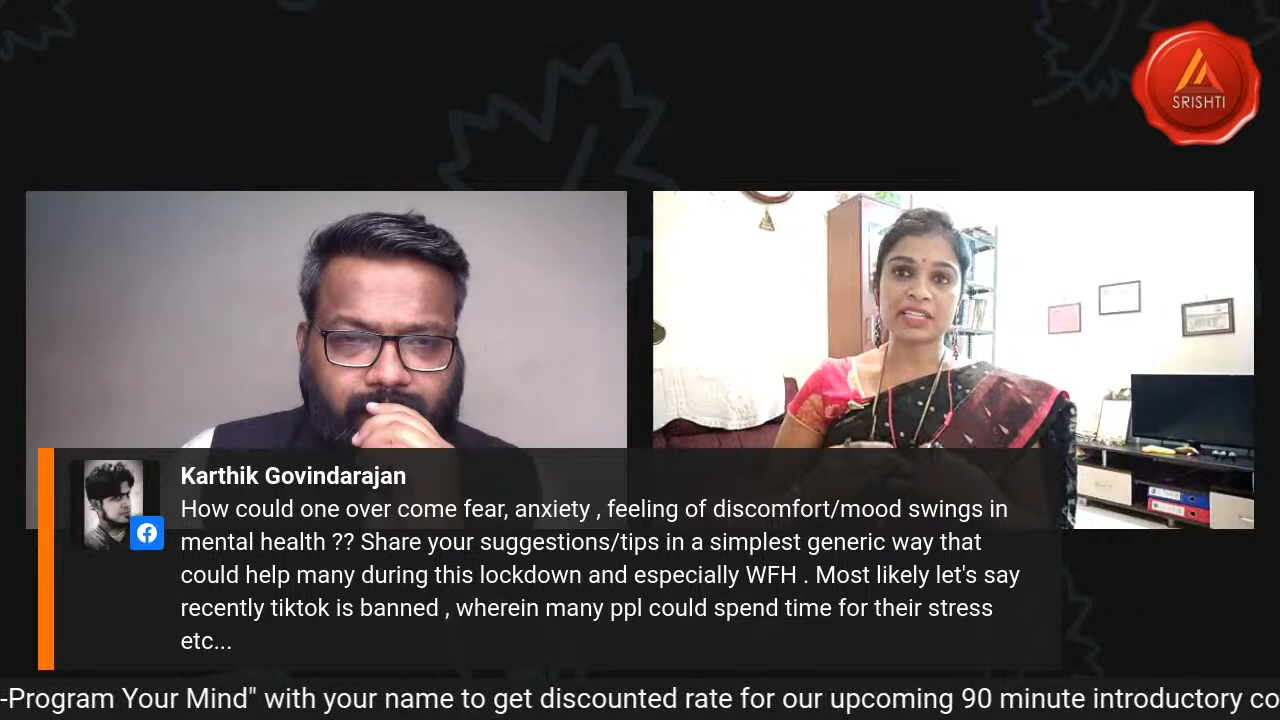 SRISHTI
Karthik Govindarajan
How could one over come fear, anxiety , feeling of discomfort/mood swings in
mental health ?? Share your suggestions/tips in a simplest generic way that
could help many during this lockdown and especially WFH . Most likely let's say
recently tiktok is banned , wherein many ppl could spend time for their stress
etc...
-Program Your Mind" with your name to get discounted rate for our upcoming 90 minute introductory co